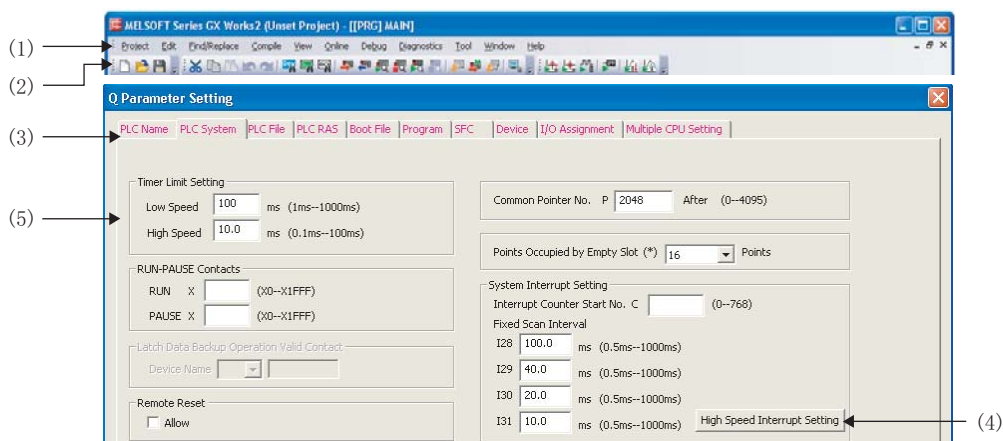 MELSOFT Series GX Works2 (Unset Project) - [[PRG] MAIN]
(1)
Project Edit Find/Replace Compile View Online Debug Diagnostics Tool Window Help
(2)
Q Parameter Setting
(3)
PLC Name PLC System PLC File PLC RAS Boot File Program SFC Device I/O Assignment Multiple CPU Setting
Timer Limit Setting
(5)
Low Speed 100 ms (1ms--1000ms)
High Speed 10.0 ms (0.1ms--100ms)
RUN-PAUSE Contacts
RUN X (X0--X1FFF)
PAUSE X (X0--X1FFF)
Latch Data Backup Operation Valid Contact
Device Name
Remote Reset
Allow
Common Pointer No. P 2048 After (0--4095)
Points Occupied by Empty Slot (*) 16 Points
System Interrupt Setting
Interrupt Counter Start No. C (0--768)
Fixed Scan Interval
I28 100.0 ms (0.5ms--1000ms)
I29 40.0 ms (0.5ms--1000ms)
I30 20.0 ms (0.5ms--1000ms)
I31 10.0 ms (0.5ms--1000ms) High Speed Interrupt Setting
(4)